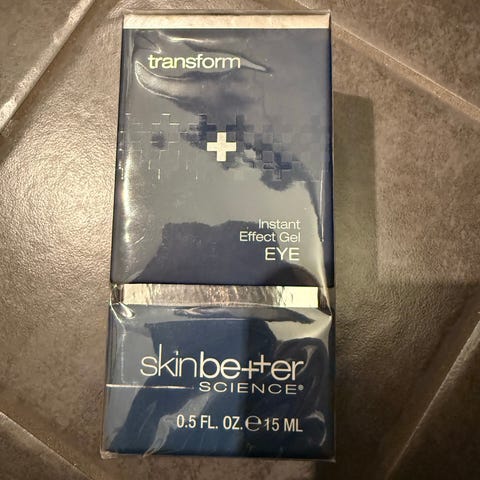 transform
Instant
Effect Gel
EYE
skinbetter
SCIENCE®
0.5 FL. OZ. ℮ 15 ML